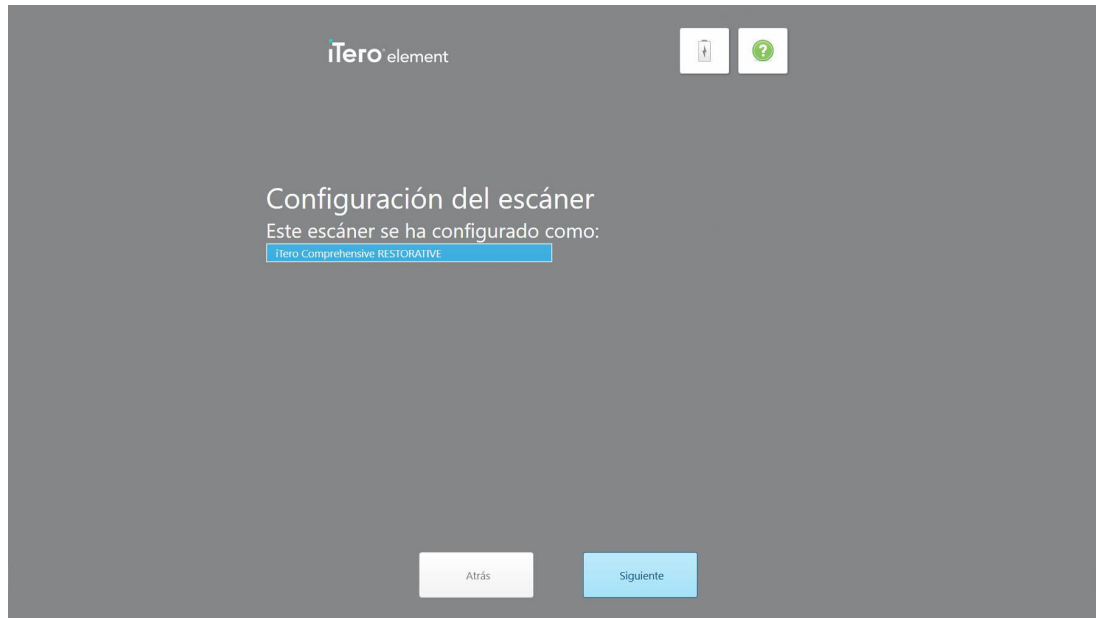 iTero element
?
Configuración del escáner
Este escáner se ha configurado como:
iTero Comprehensive RESTORATIVE
Atrás
Siguiente